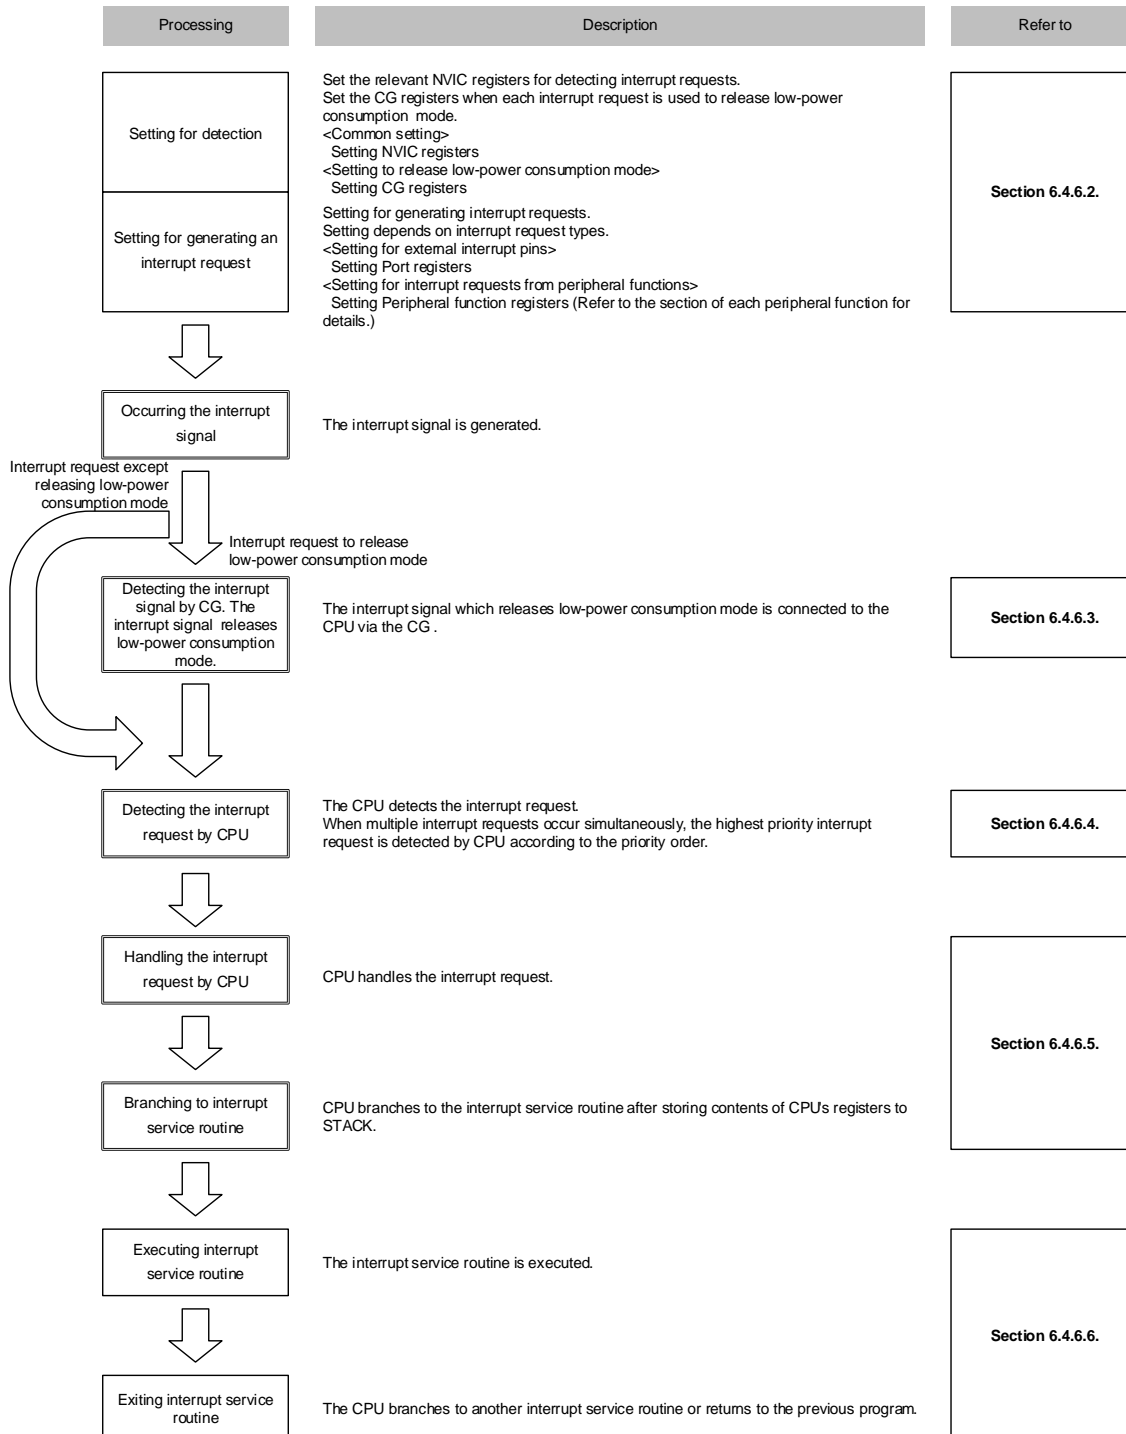 Processing
Description
Refer to
Setting for detection
Set the relevant NVIC registers for detecting interrupt requests.
Set the CG registers when each interrupt request is used to release low-power
consumption mode.
<Common setting>
Setting NVIC registers
<Setting to release low-power consumption mode>
Setting CG registers
Section 6.4.6.2.
Setting for generating an
interrupt request
Setting for generating interrupt requests.
Setting depends on interrupt request types.
<Setting for external interrupt pins>
Setting Port registers
<Setting for interrupt requests from peripheral functions>
Setting Peripheral function registers (Refer to the section of each peripheral function for
details.)
Occurring the interrupt
signal
The interrupt signal is generated.
Interrupt request except
releasing low-power
consumption mode
Interrupt request to release
low-power consumption mode
Detecting the interrupt
signal by CG. The
interrupt signal releases
low-power consumption
mode.
The interrupt signal which releases low-power consumption mode is connected to the
CPU via the CG .
Section 6.4.6.3.
Detecting the interrupt
request by CPU
The CPU detects the interrupt request.
When multiple interrupt requests occur simultaneously, the highest priority interrupt
request is detected by CPU according to the priority order.
Section 6.4.6.4.
Handling the interrupt
request by CPU
CPU handles the interrupt request.
Section 6.4.6.5.
Branching to interrupt
service routine
CPU branches to the interrupt service routine after storing contents of CPU's registers to
STACK.
Executing interrupt
service routine
The interrupt service routine is executed.
Section 6.4.6.6.
Exiting interrupt service
routine
The CPU branches to another interrupt service routine or returns to the previous program.